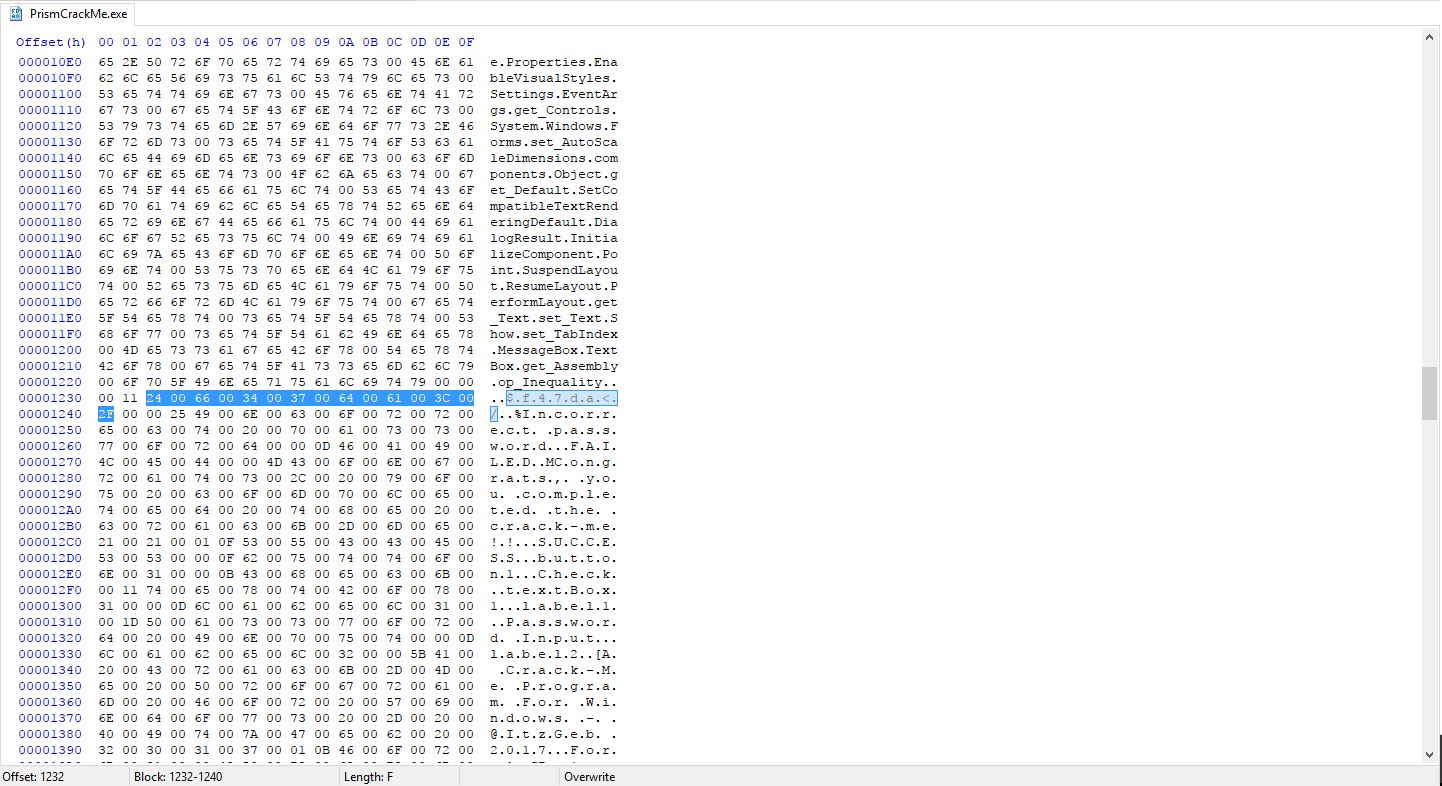 PrismCrackMe.exe
Offset(h) 00 01 02 03 04 05 06 07 08 09 0A 0B 0C 0D 0E 0F
000010E0 65 2E 50 72 6F 70 65 72 74 69 65 73 00 45 6E 61 e.Properties.Ena
000010F0 62 6C 65 56 69 73 75 61 6C 53 74 79 6C 65 73 00 bleVisualStyles.
00001100 53 65 74 74 69 6E 67 73 00 45 76 65 6E 74 41 72 Settings.EventAr
00001110 67 73 00 67 65 74 5F 43 6F 6E 74 72 6F 6C 73 00 gs.get_Controls.
00001120 53 79 73 74 65 6D 2E 57 69 6E 64 6F 77 73 2E 46 System.Windows.F
00001130 6F 72 6D 73 00 73 65 74 5F 41 75 74 6F 53 63 61 orms.set_AutoSca
00001140 6C 65 44 69 6D 65 6E 73 69 6F 6E 73 00 63 6F 6D leDimensions.com
00001150 70 6F 6E 65 6E 74 73 00 4F 62 6A 65 63 74 00 67 ponents.Object.g
00001160 65 74 5F 44 65 66 61 75 6C 74 00 53 65 74 43 6F et_Default.SetCo
00001170 6D 70 61 74 69 62 6C 65 54 65 78 74 52 65 6E 64 mpatibleTextRend
00001180 65 72 69 6E 67 44 65 66 61 75 6C 74 00 44 69 61 eringDefault.Dia
00001190 6C 6F 67 52 65 73 75 6C 74 00 49 6E 69 74 69 61 logResult.Initia
000011A0 6C 69 7A 65 43 6F 6D 70 6F 6E 65 6E 74 00 50 6F lizeComponent.Po
000011B0 69 6E 74 00 53 75 73 70 65 6E 64 4C 61 79 6F 75 int.SuspendLayou
000011C0 74 00 52 65 73 75 6D 65 4C 61 79 6F 75 74 00 50 t.ResumeLayout.P
000011D0 65 72 66 6F 72 6D 4C 61 79 6F 75 74 00 67 65 74 erformLayout.get
000011E0 5F 54 65 78 74 00 73 65 74 5F 54 65 78 74 00 53 _Text.set_Text.S
000011F0 68 6F 77 00 73 65 74 5F 54 61 62 49 6E 64 65 78 how.set_TabIndex
00001200 00 4D 65 73 73 61 67 65 42 6F 78 00 54 65 78 74 .MessageBox.Text
00001210 42 6F 78 00 67 65 74 5F 41 73 73 65 6D 62 6C 79 Box.get_Assembly
00001220 00 6F 70 5F 49 6E 65 71 75 61 6C 69 74 79 00 00 .op_Inequality..
00001230 00 11 24 00 66 00 34 00 37 00 64 00 61 00 3C 00 ..$.f.4.7.d.a.<.
00001240 2F 00 00 25 49 00 6E 00 63 00 6F 00 72 00 72 00 /..%I.n.c.o.r.r.
00001250 65 00 63 00 74 00 20 00 70 00 61 00 73 00 73 00 e.c.t. .p.a.s.s.
00001260 77 00 6F 00 72 00 64 00 00 0D 46 00 41 00 49 00 w.o.r.d...F.A.I.
00001270 4C 00 45 00 44 00 00 4D 43 00 6F 00 6E 00 67 00 L.E.D..MC.o.n.g.
00001280 72 00 61 00 74 00 73 00 2C 00 20 00 79 00 6F 00 r.a.t.s.,. .y.o.
00001290 75 00 20 00 63 00 6F 00 6D 00 70 00 6C 00 65 00 u. .c.o.m.p.l.e.
000012A0 74 00 65 00 64 00 20 00 74 00 68 00 65 00 20 00 t.e.d. .t.h.e. .
000012B0 63 00 72 00 61 00 63 00 6B 00 2D 00 6D 00 65 00 c.r.a.c.k.-.m.e.
000012C0 21 00 21 00 01 0F 53 00 55 00 43 00 43 00 45 00 !.!...S.U.C.C.E.
000012D0 53 00 53 00 00 0F 62 00 75 00 74 00 74 00 6F 00 S.S...b.u.t.t.o.
000012E0 6E 00 31 00 00 0B 43 00 68 00 65 00 63 00 6B 00 n.1...C.h.e.c.k.
000012F0 00 11 74 00 65 00 78 00 74 00 42 00 6F 00 78 00 ..t.e.x.t.B.o.x.
00001300 31 00 00 0D 6C 00 61 00 62 00 65 00 6C 00 31 00 1...l.a.b.e.l.1.
00001310 00 1D 50 00 61 00 73 00 73 00 77 00 6F 00 72 00 ..P.a.s.s.w.o.r.
00001320 64 00 20 00 49 00 6E 00 70 00 75 00 74 00 00 0D d. .I.n.p.u.t...
00001330 6C 00 61 00 62 00 65 00 6C 00 32 00 00 5B 41 00 l.a.b.e.l.2..[A.
00001340 20 00 43 00 72 00 61 00 63 00 6B 00 2D 00 4D 00  .C.r.a.c.k.-.M.
00001350 65 00 20 00 50 00 72 00 6F 00 67 00 72 00 61 00 e. .P.r.o.g.r.a.
00001360 6D 00 20 00 46 00 6F 00 72 00 20 00 57 00 69 00 m. .F.o.r. .W.i.
00001370 6E 00 64 00 6F 00 77 00 73 00 20 00 2D 00 20 00 n.d.o.w.s. .-. .
00001380 40 00 49 00 74 00 7A 00 47 00 65 00 62 00 20 00 @.I.t.z.G.e.b. .
00001390 32 00 30 00 31 00 37 00 01 0B 46 00 6F 00 72 00 2.0.1.7...F.o.r.
Offset: 1232 Block: 1232-1240 Length: F Overwrite